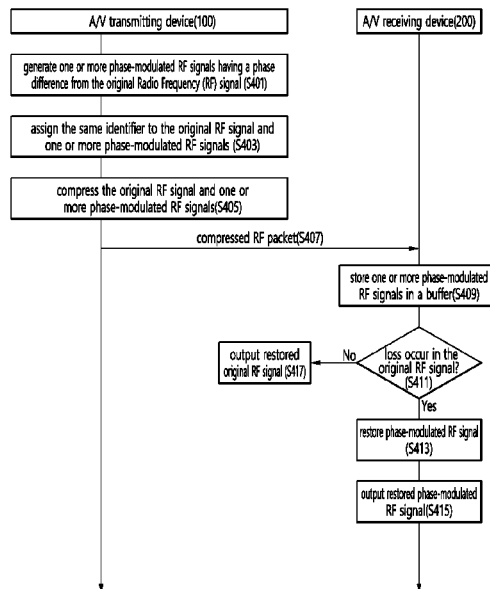 A/V transmitting device(100)
A/V receiving device(200)
generate one or more phase-modulated RF signals having a phase
difference from the original Radio Frequency (RF) signal (S401)
assign the same identifier to the original RF signal and
one or more phase-modulated RF signals (S403)
compress the original RF signal and one or
more phase-modulated RF signals(S405)
compressed RF packet(S407)
store one or more phase-modulated
RF signals in a buffer(S409)
loss occur in the
original RF signal?
(S411)
No
output restored
original RF signal (S417)
Yes
restore phase-modulated RF signal
(S413)
output restored phase-modulated
RF signal(S415)